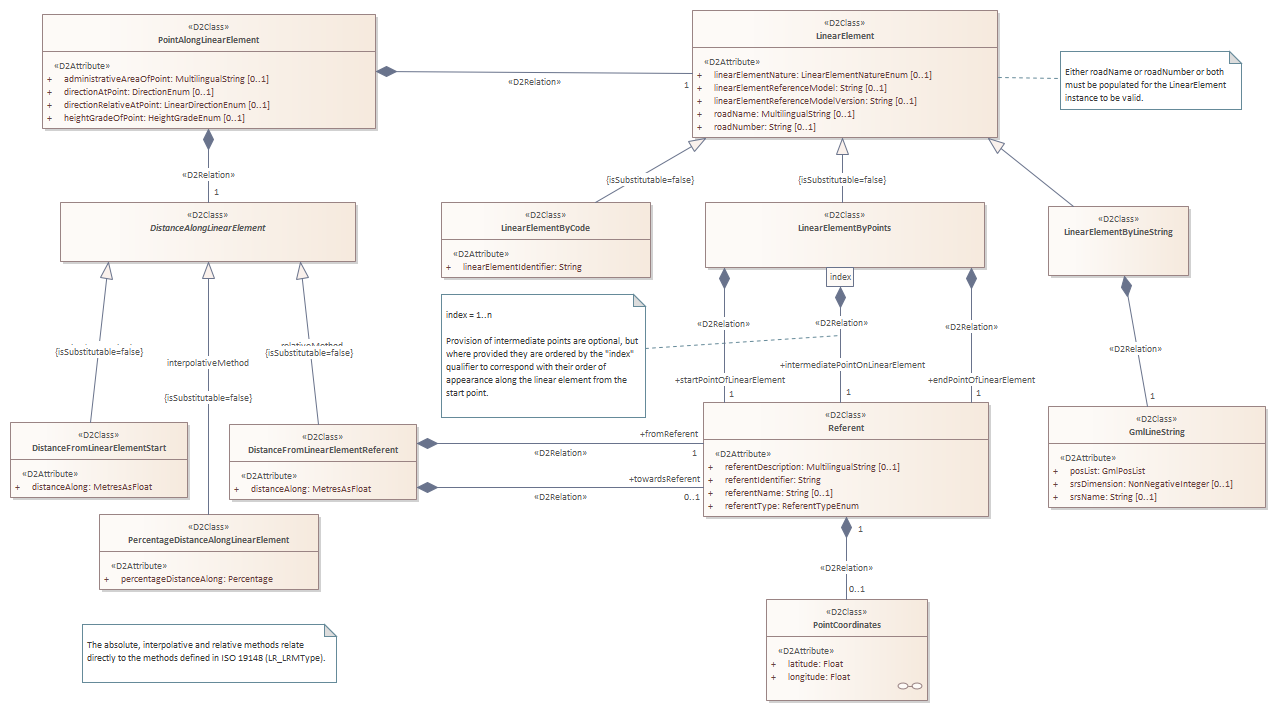 «D2Class»
PointAlongLinearElement
«D2Attribute»
+ administrativeAreaOfPoint: MultilingualString [0..1]
+ directionAtPoint: DirectionEnum [0..1]
+ directionRelativeAtPoint: LinearDirectionEnum [0..1]
+ heightGradeOfPoint: HeightGradeEnum [0..1]
«D2Relation»
1
«D2Class»
LinearElement
«D2Attribute»
+ linearElementNature: LinearElementNatureEnum [0..1]
+ linearElementReferenceModel: String [0..1]
+ linearElementReferenceModelVersion: String [0..1]
+ roadName: MultilingualString [0..1]
+ roadNumber: String [0..1]
Either roadName or roadNumber or both
must be populated for the LinearElement
instance to be valid.
«D2Relation»
1
{isSubstitutable=false}
{isSubstitutable=false}
«D2Class»
DistanceAlongLinearElement
«D2Class»
LinearElementByCode
«D2Attribute»
+ linearElementIdentifier: String
«D2Class»
LinearElementByPoints
index
«D2Class»
LinearElementByLineString
index = 1..n
Provision of intermediate points are optional, but
where provided they are ordered by the "index"
qualifier to correspond with their order of
appearance along the linear element from the
start point.
«D2Relation»
+startPointOfLinearElement
1
«D2Relation»
+intermediatePointOnLinearElement
1
«D2Relation»
+endPointOfLinearElement
1
«D2Relation»
1
{isSubstitutable=false}
interpolativeMethod
{isSubstitutable=false}
relativeMethod
{isSubstitutable=false}
«D2Class»
DistanceFromLinearElementStart
«D2Attribute»
+ distanceAlong: MetresAsFloat
«D2Class»
DistanceFromLinearElementReferent
«D2Attribute»
+ distanceAlong: MetresAsFloat
+fromReferent
«D2Relation»
1
+towardsReferent
«D2Relation»
0..1
«D2Class»
Referent
«D2Attribute»
+ referentDescription: MultilingualString [0..1]
+ referentIdentifier: String
+ referentName: String [0..1]
+ referentType: ReferentTypeEnum
«D2Class»
GmlLineString
«D2Attribute»
+ posList: GmlPosList
+ srsDimension: NonNegativeInteger [0..1]
+ srsName: String [0..1]
«D2Class»
PercentageDistanceAlongLinearElement
«D2Attribute»
+ percentageDistanceAlong: Percentage
1
«D2Relation»
0..1
«D2Class»
PointCoordinates
«D2Attribute»
+ latitude: Float
+ longitude: Float
The absolute, interpolative and relative methods relate
directly to the methods defined in ISO 19148 (LR_LRMType).